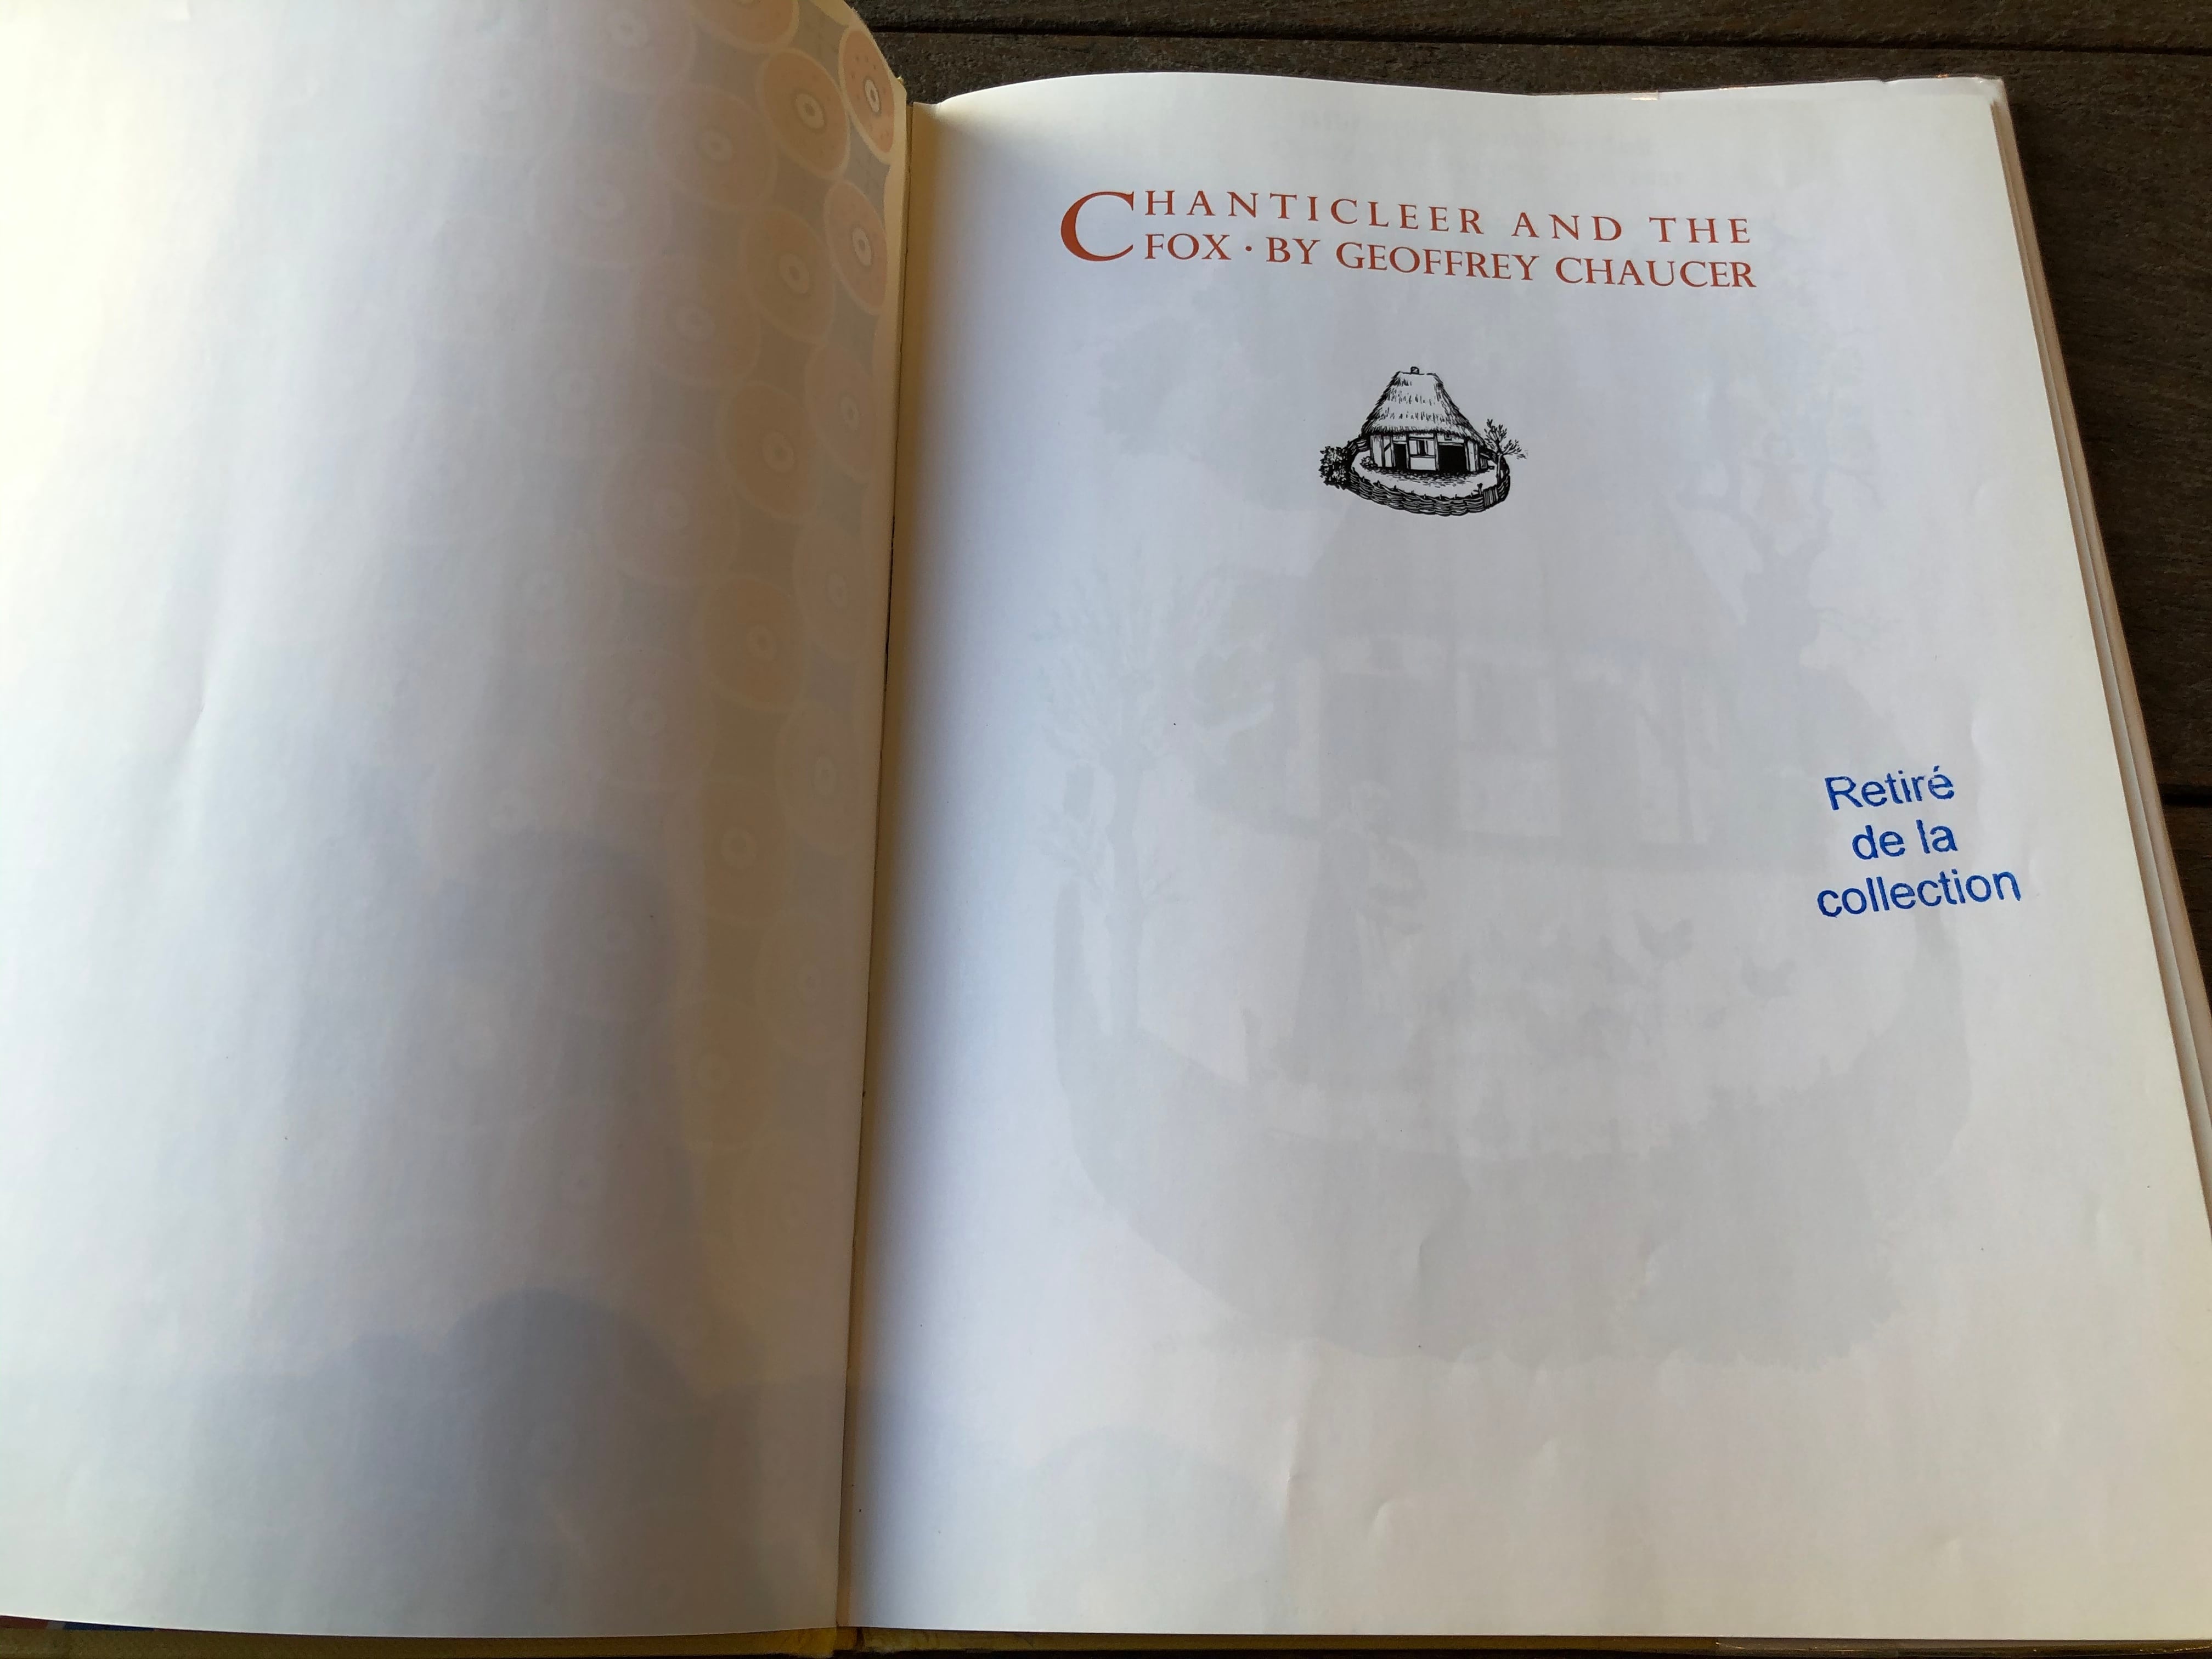 CHANTICLEER AND THE
FOX · BY GEOFFREY CHAUCER
Retiré
de la
collection